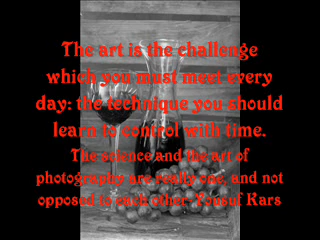 The art is the challenge
which you must meet every
day: the technique you should
learn to control with time.
The science and the art of
photography are really one, and not
opposed to each other-Yousuf Kars